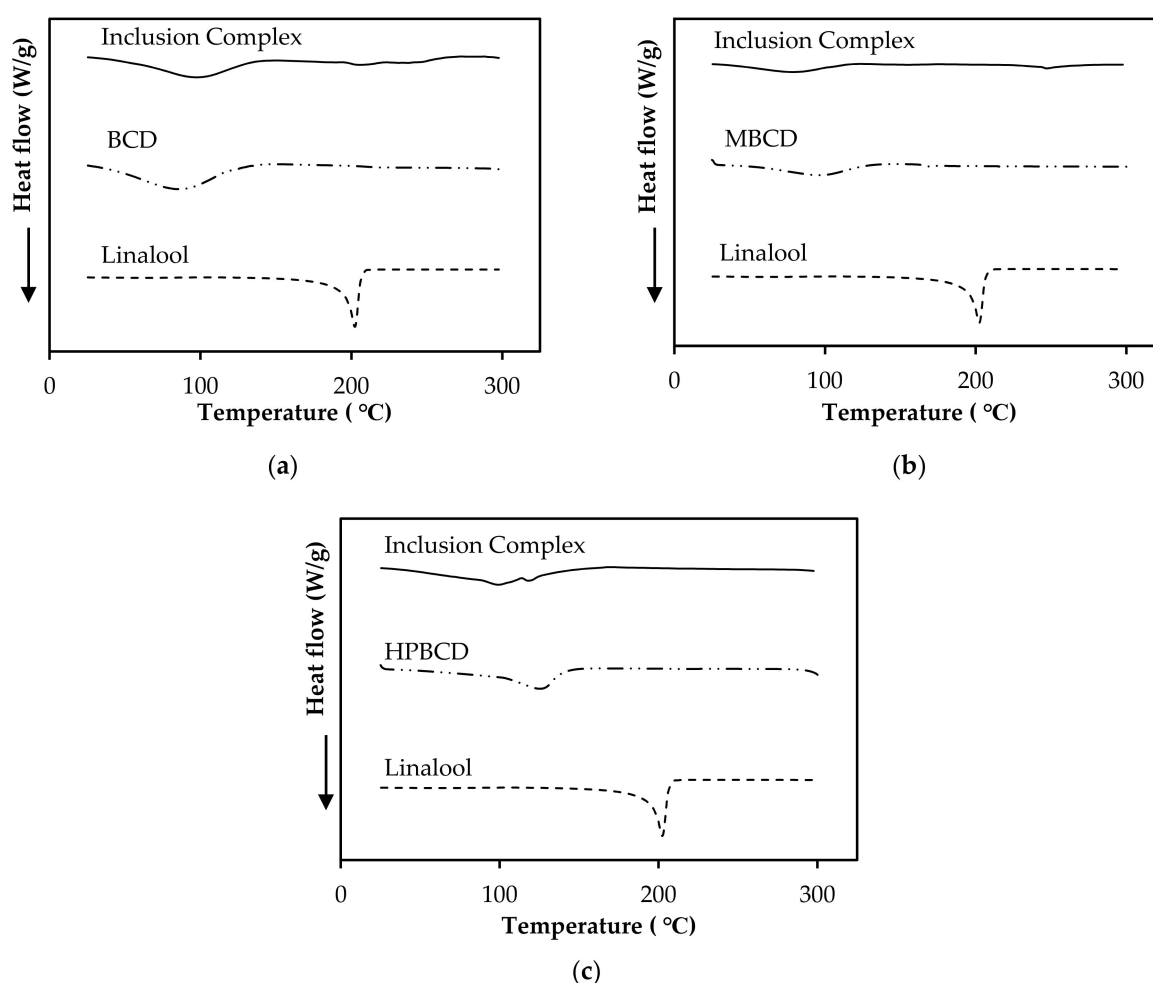 Inclusion Complex
BCD
Linalool
Heat flow (W/g)
0 100 200 300
Temperature ( °C)
(a)
Inclusion Complex
MBCD
Linalool
Heat flow (W/g)
0 100 200 300
Temperature ( °C)
(b)
Inclusion Complex
HPBCD
Linalool
Heat flow (W/g)
0 100 200 300
Temperature ( °C)
(c)